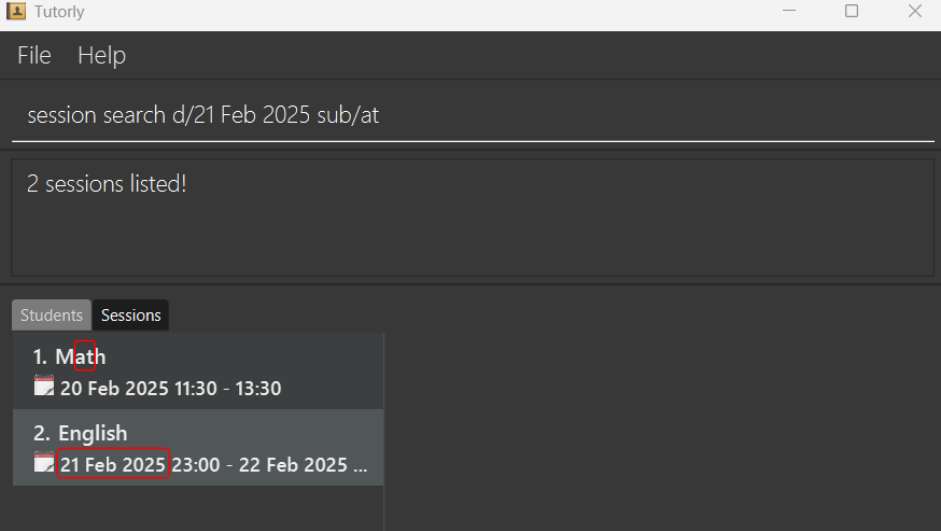 Tutorly
File Help
session search d/21 Feb 2025 sub/at
2 sessions listed!
Students Sessions
1. Math
20 Feb 2025 11:30 - 13:30
2. English
21 Feb 2025 23:00 - 22 Feb 2025 ...